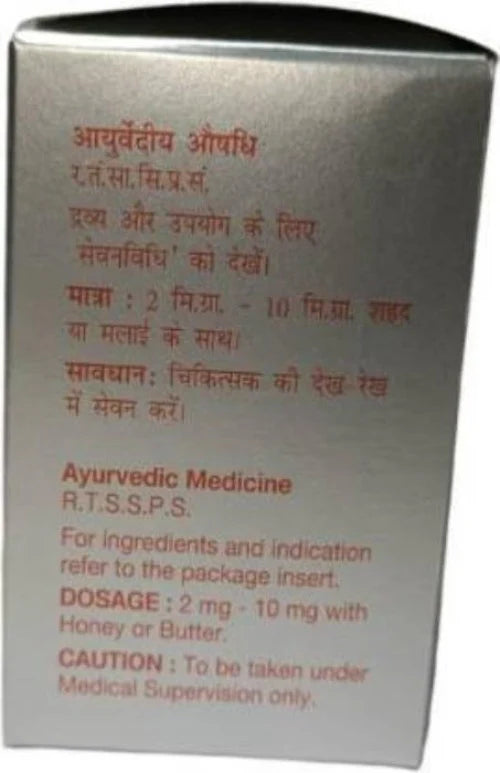 आयुर्वेदीय औषधि
र.तं.सा.सि.प्र.सं.
द्रव्य और उपयोग के लिए
'सेवनविधि' को देखें।
मात्रा : 2 मि.ग्रा. - 10 मि.ग्रा. शहद
या मलाई के साथ।
सावधान: चिकित्सक की देख-रेख
में सेवन करें।
Ayurvedic Medicine
R.T.S.S.P.S.
For ingredients and indication
refer to the package insert.
DOSAGE : 2 mg - 10 mg with
Honey or Butter.
CAUTION : To be taken under
Medical Supervision only.